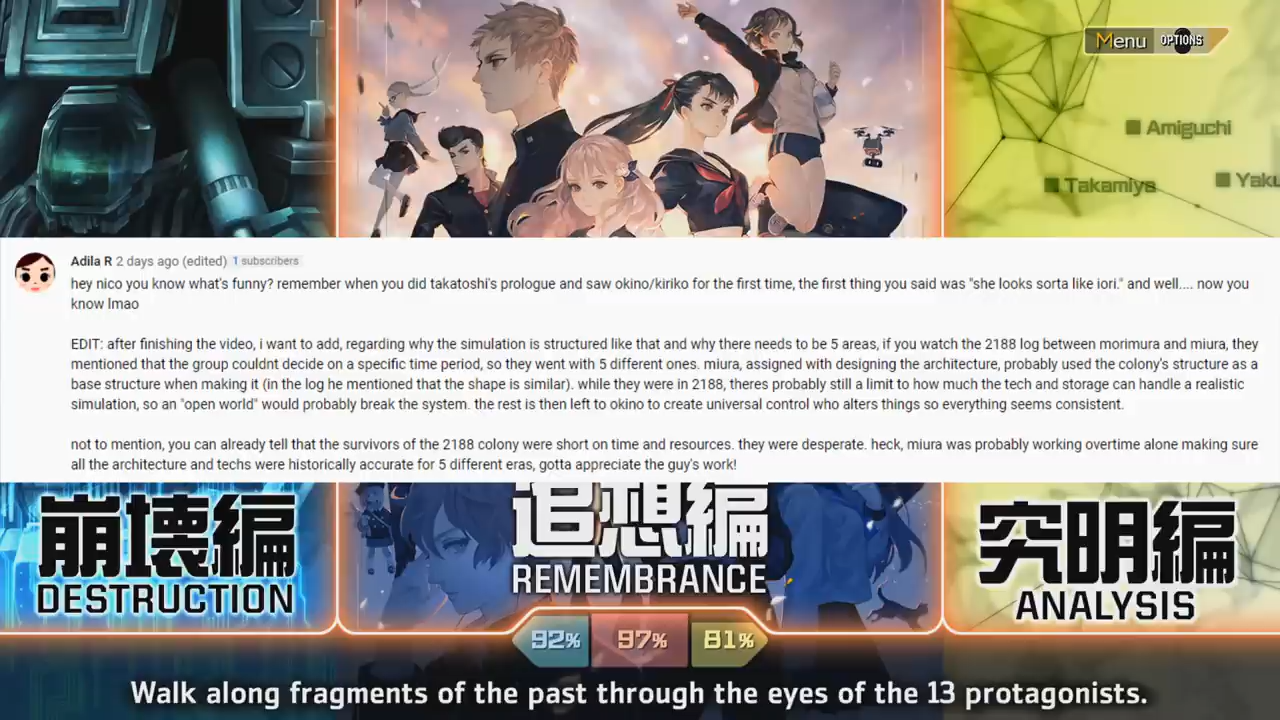 Menu OPTIONS
Amiguchi
Takamiya
Yaku
Adila R 2 days ago (edited) 1 subscribers
hey nico you know what's funny? remember when you did takatoshi's prologue and saw okino/kiriko for the first time, the first thing you said was "she looks sorta like iori." and well.... now you
know lmao
EDIT: after finishing the video, i want to add, regarding why the simulation is structured like that and why there needs to be 5 areas, if you watch the 2188 log between morimura and miura, they
mentioned that the group couldnt decide on a specific time period, so they went with 5 different ones. miura, assigned with designing the architecture, probably used the colony's structure as a
base structure when making it (in the log he mentioned that the shape is similar). while they were in 2188, theres probably still a limit to how much the tech and storage can handle a realistic
simulation, so an "open world" would probably break the system. the rest is then left to okino to create universal control who alters things so everything seems consistent.
not to mention, you can already tell that the survivors of the 2188 colony were short on time and resources. they were desperate. heck, miura was probably working overtime alone making sure
all the architecture and techs were historically accurate for 5 different eras, gotta appreciate the guy's work!
崩壊編
DESTRUCTION
追想編
REMEMBRANCE
究明編
ANALYSIS
92% 97% 81%
Walk along fragments of the past through the eyes of the 13 protagonists.